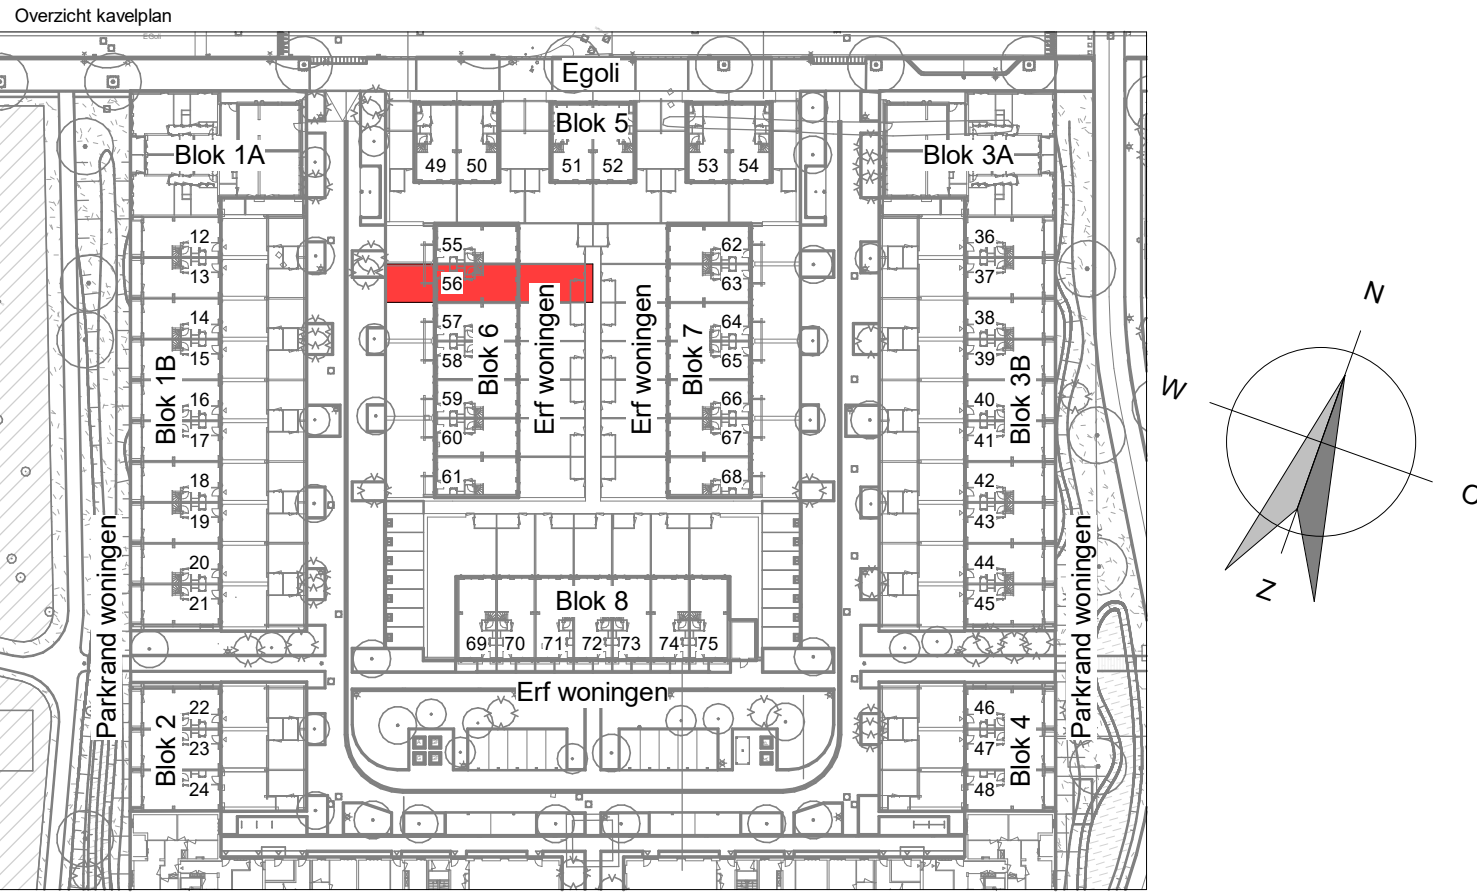 Overzicht kavelplan
Egoli
Egoli
Blok 5
49 50 51 52 53 54
Blok 1A
Blok 3A
12
13
14
15
16
17
18
19
20
21
Blok 1B
55
56
57
58
59
60
61
Blok 6
Erf woningen
Erf woningen
Blok 7
62
63
64
65
66
67
68
36
37
38
39
40
41
42
43
44
45
Blok 3B
Parkrand woningen
Parkrand woningen
Blok 8
69 70 71 72 73 74 75
Erf woningen
22
23
24
Blok 2
46
47
48
Blok 4
N
W
O
Z